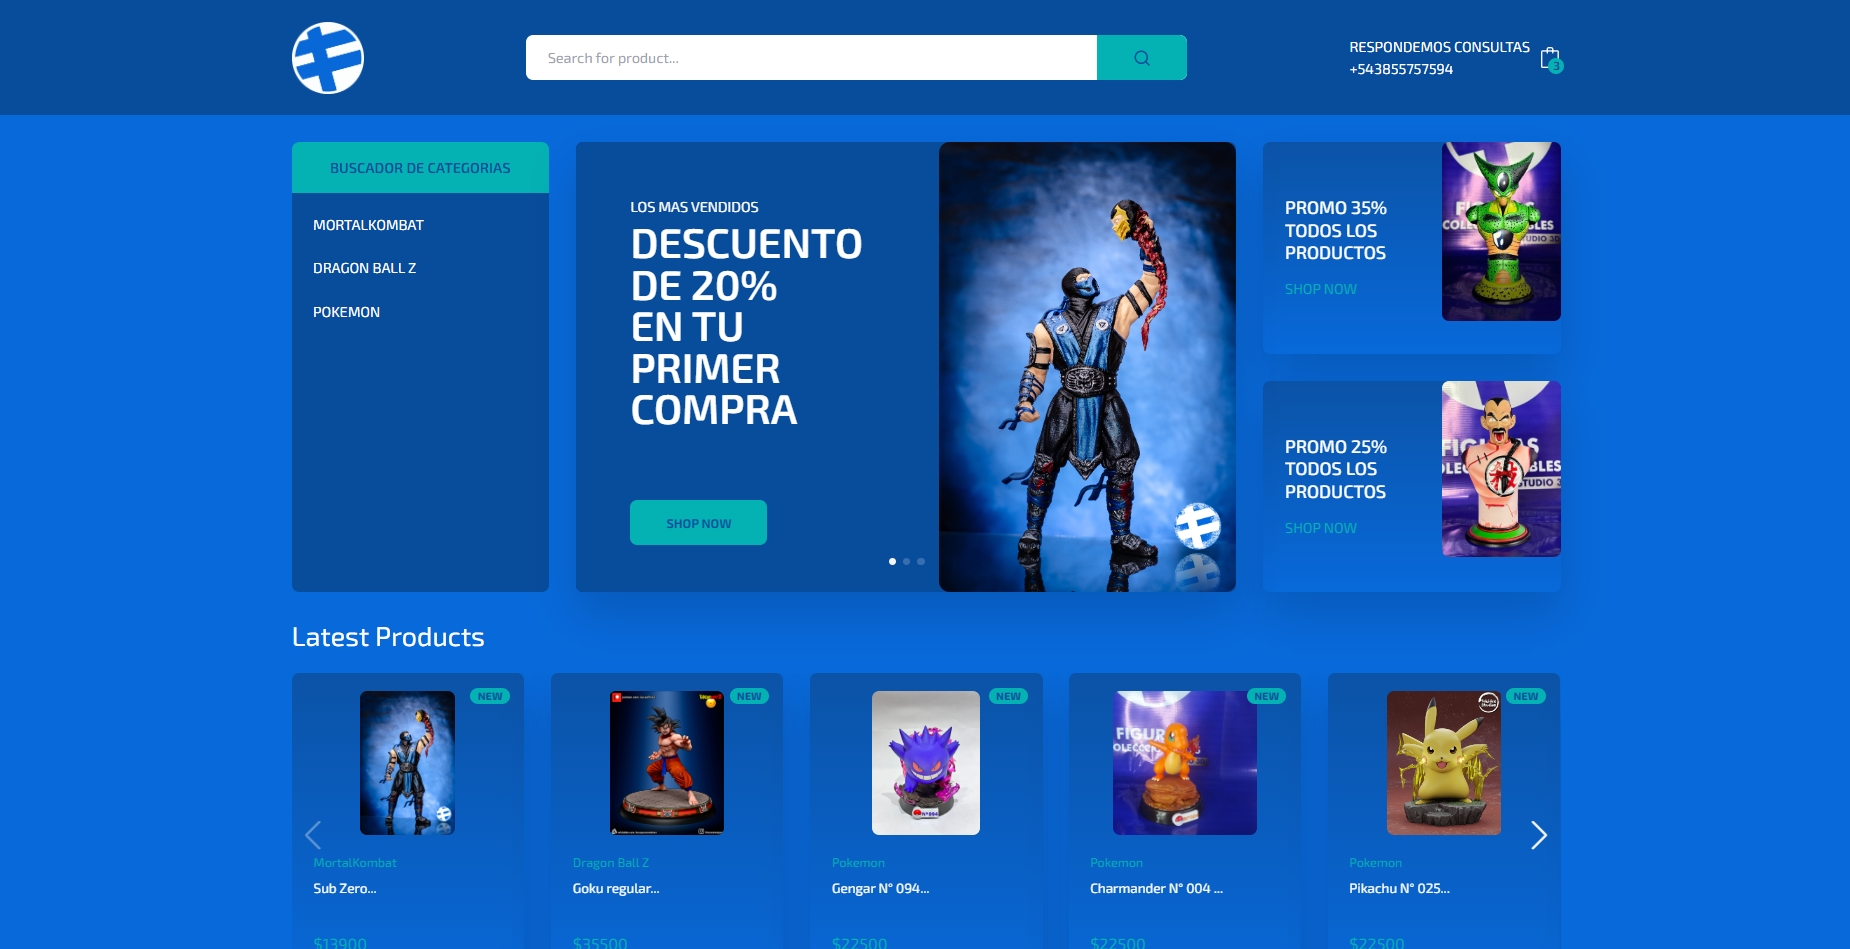 Search for product...
RESPONDEMOS CONSULTAS
+543855757594
3
BUSCADOR DE CATEGORIAS
MORTALKOMBAT
DRAGON BALL Z
POKEMON
LOS MAS VENDIDOS
DESCUENTO
DE 20%
EN TU
PRIMER
COMPRA
SHOP NOW
PROMO 35%
TODOS LOS
PRODUCTOS
SHOP NOW
PROMO 25%
TODOS LOS
PRODUCTOS
SHOP NOW
Latest Products
NEW
MortalKombat
Sub Zero...
$13900
NEW
Dragon Ball Z
Goku regular...
$35500
NEW
N°094
Pokemon
Gengar N° 094...
$22500
NEW
Pokemon
Charmander N° 004 ...
$22500
NEW
Pokemon
Pikachu N° 025...
$22500